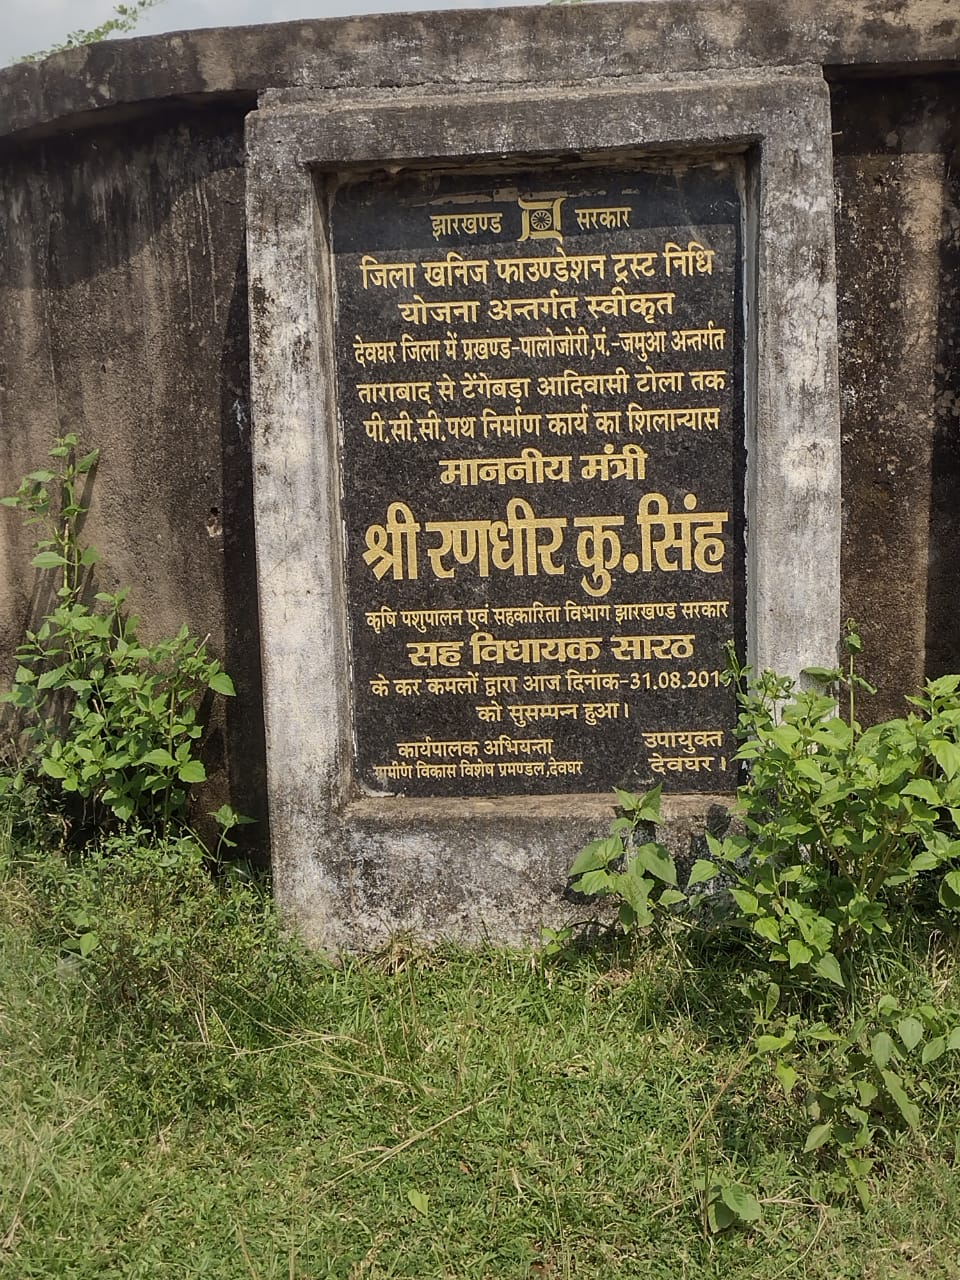 झारखण्ड सरकार
जिला खनिज फाउण्डेशन ट्रस्ट निधि
योजना अन्तर्गत स्वीकृत
देवघर जिला में प्रखण्ड-पालोजोरी,पं.-जमुआ अन्तर्गत
ताराबाद से टेंगेबड़ा आदिवासी टोला तक
पी.सी.सी.पथ निर्माण कार्य का शिलान्यास
माननीय मंत्री
श्री रणधीर कु.सिंह
कृषि पशुपालन एवं सहकारिता विभाग झारखण्ड सरकार
सह विधायक सारठ
के कर कमलों द्वारा आज दिनांक-31.08.2019
को सुसम्पन्न हुआ।
कार्यपालक अभियन्ता
ग्रामीण विकास विशेष प्रमण्डल,देवघर
उपायुक्त
देवघर।